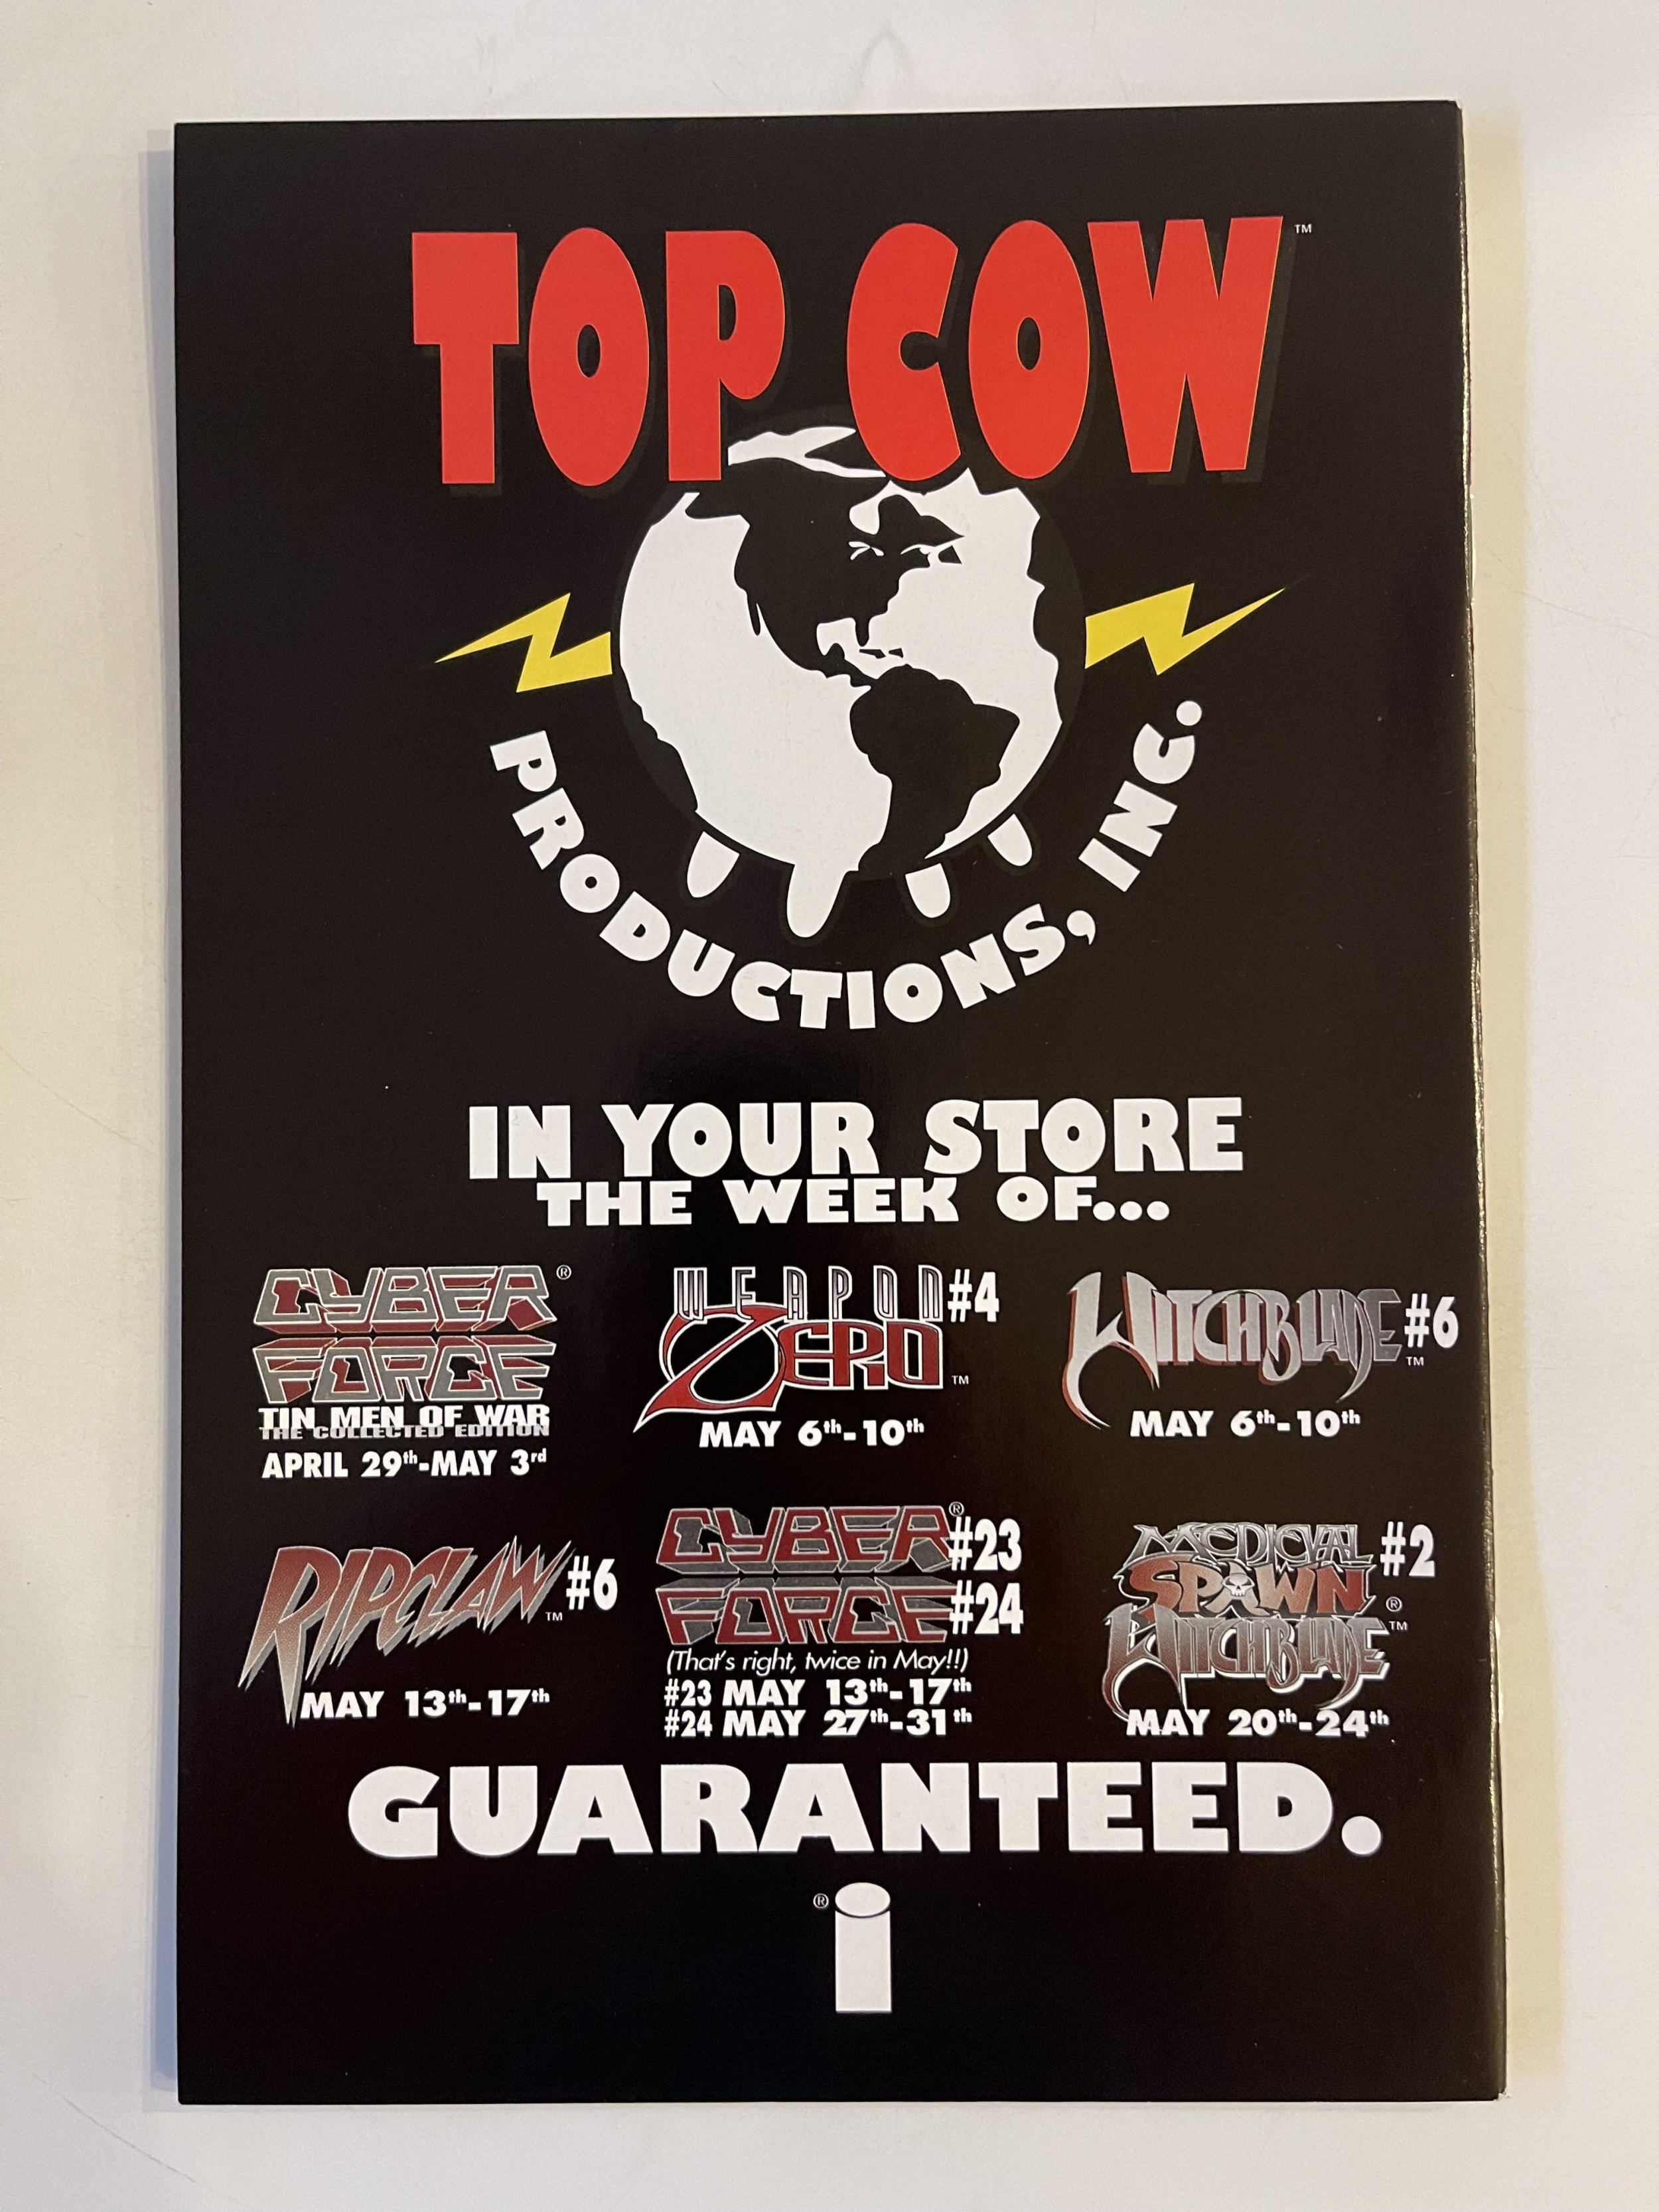 TOP COW™
PRODUCTIONS, INC.
IN YOUR STORE
THE WEEK OF...
CYBER®
FORCE
TIN MEN OF WAR
THE COLLECTED EDITION
APRIL 29th-MAY 3rd
WEAPON #4
ZERO™
MAY 6th-10th
WITCHBLADE™ #6
MAY 6th-10th
RIPCLAW™ #6
MAY 13th-17th
CYBER® #23
FORCE #24
(That's right, twice in May!!)
#23 MAY 13th-17th
#24 MAY 27th-31th
MEDIEVAL #2
SPAWN®
WITCHBLADE™
MAY 20th-24th
GUARANTEED.
® i